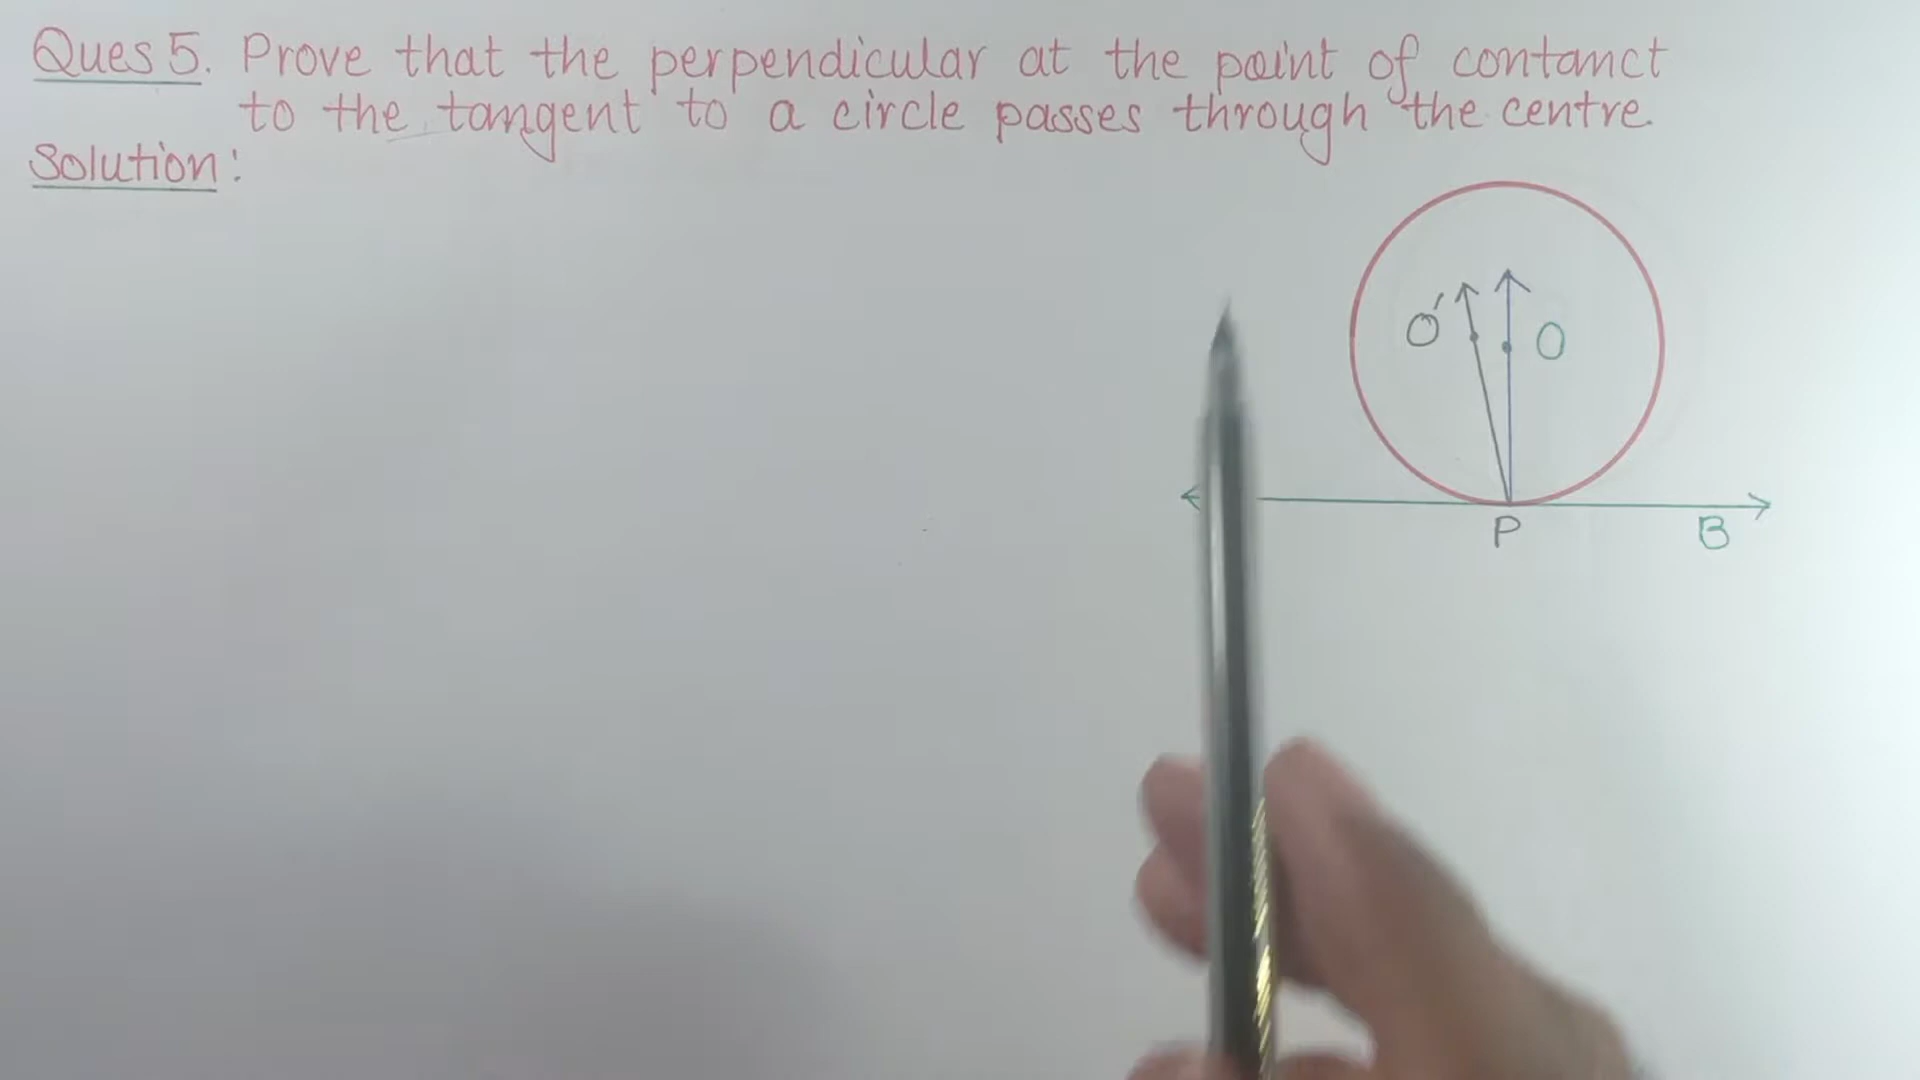 Ques 5. Prove that the perpendicular at the point of contanct
to the tangent to a circle passes through the centre.
Solution:
O' O
P B